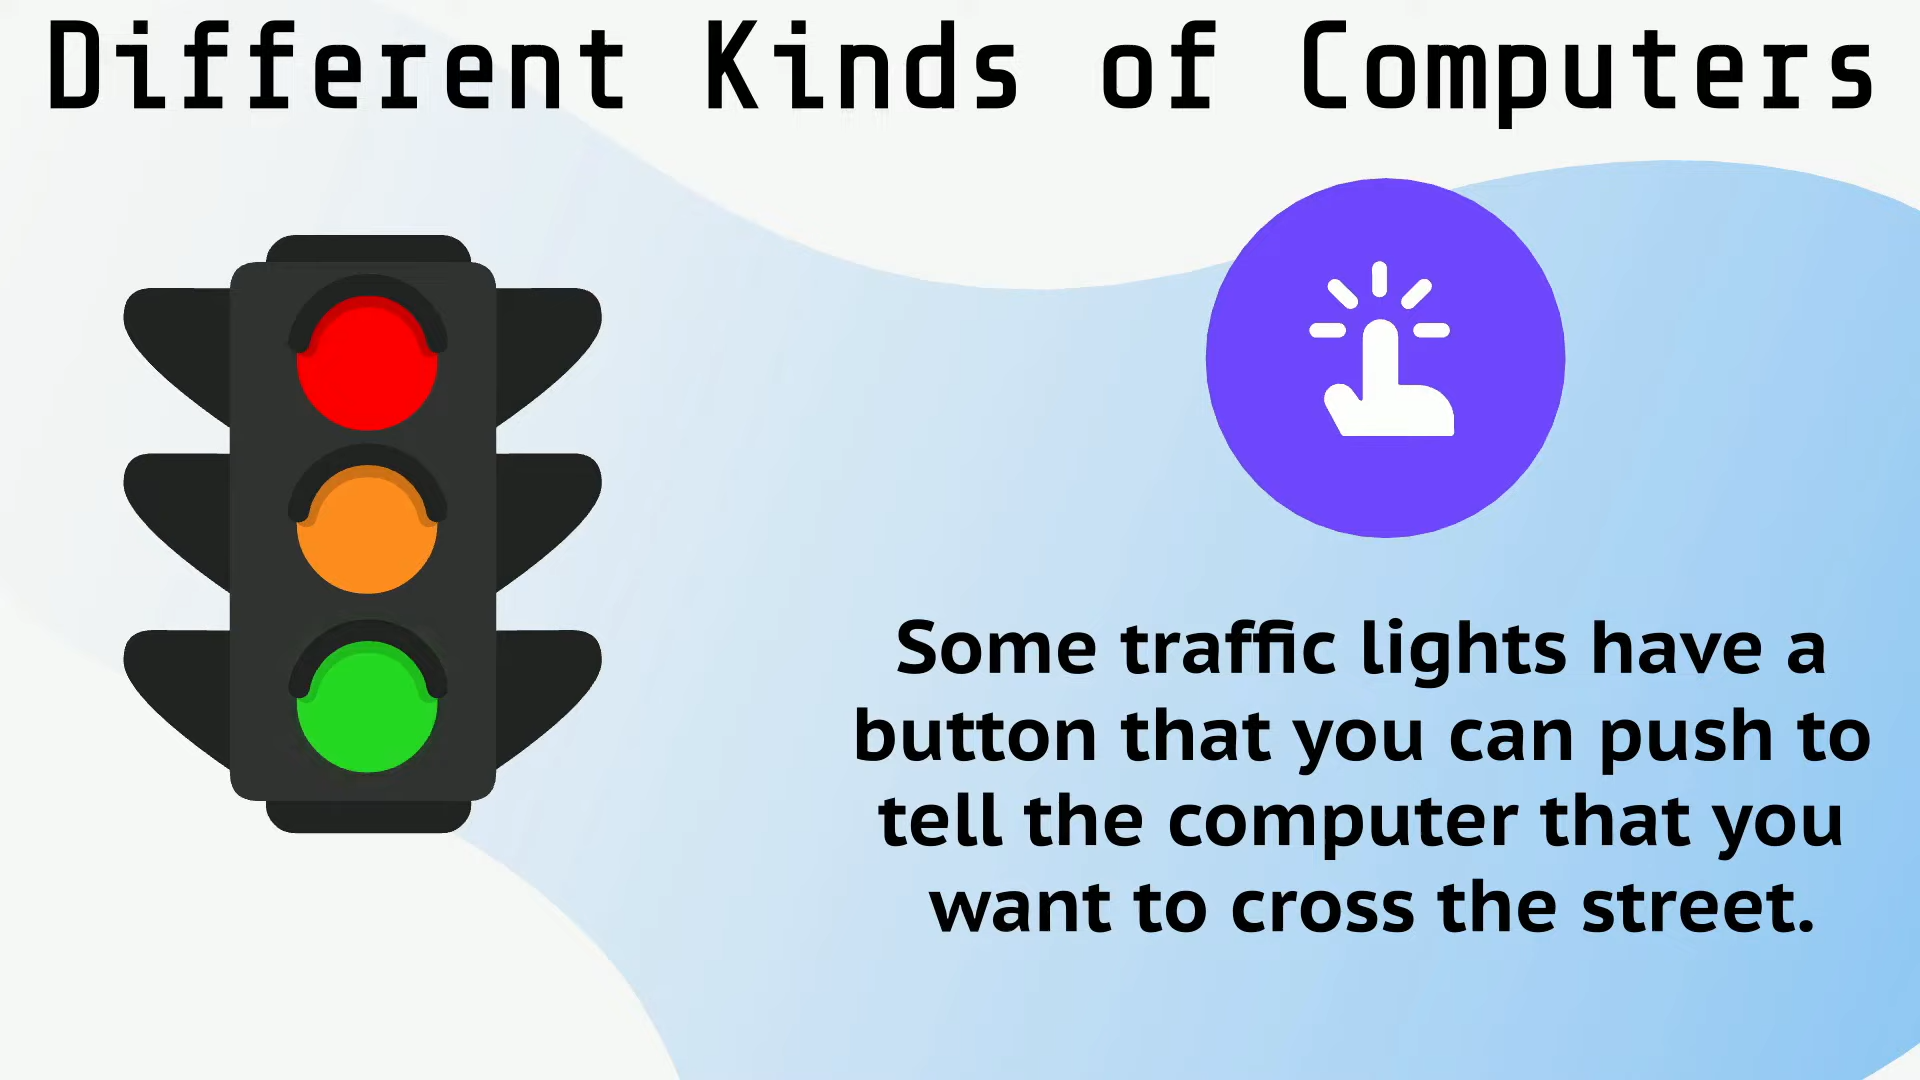 Different Kinds of Computers
Some traffic lights have a
button that you can push to
tell the computer that you
want to cross the street.